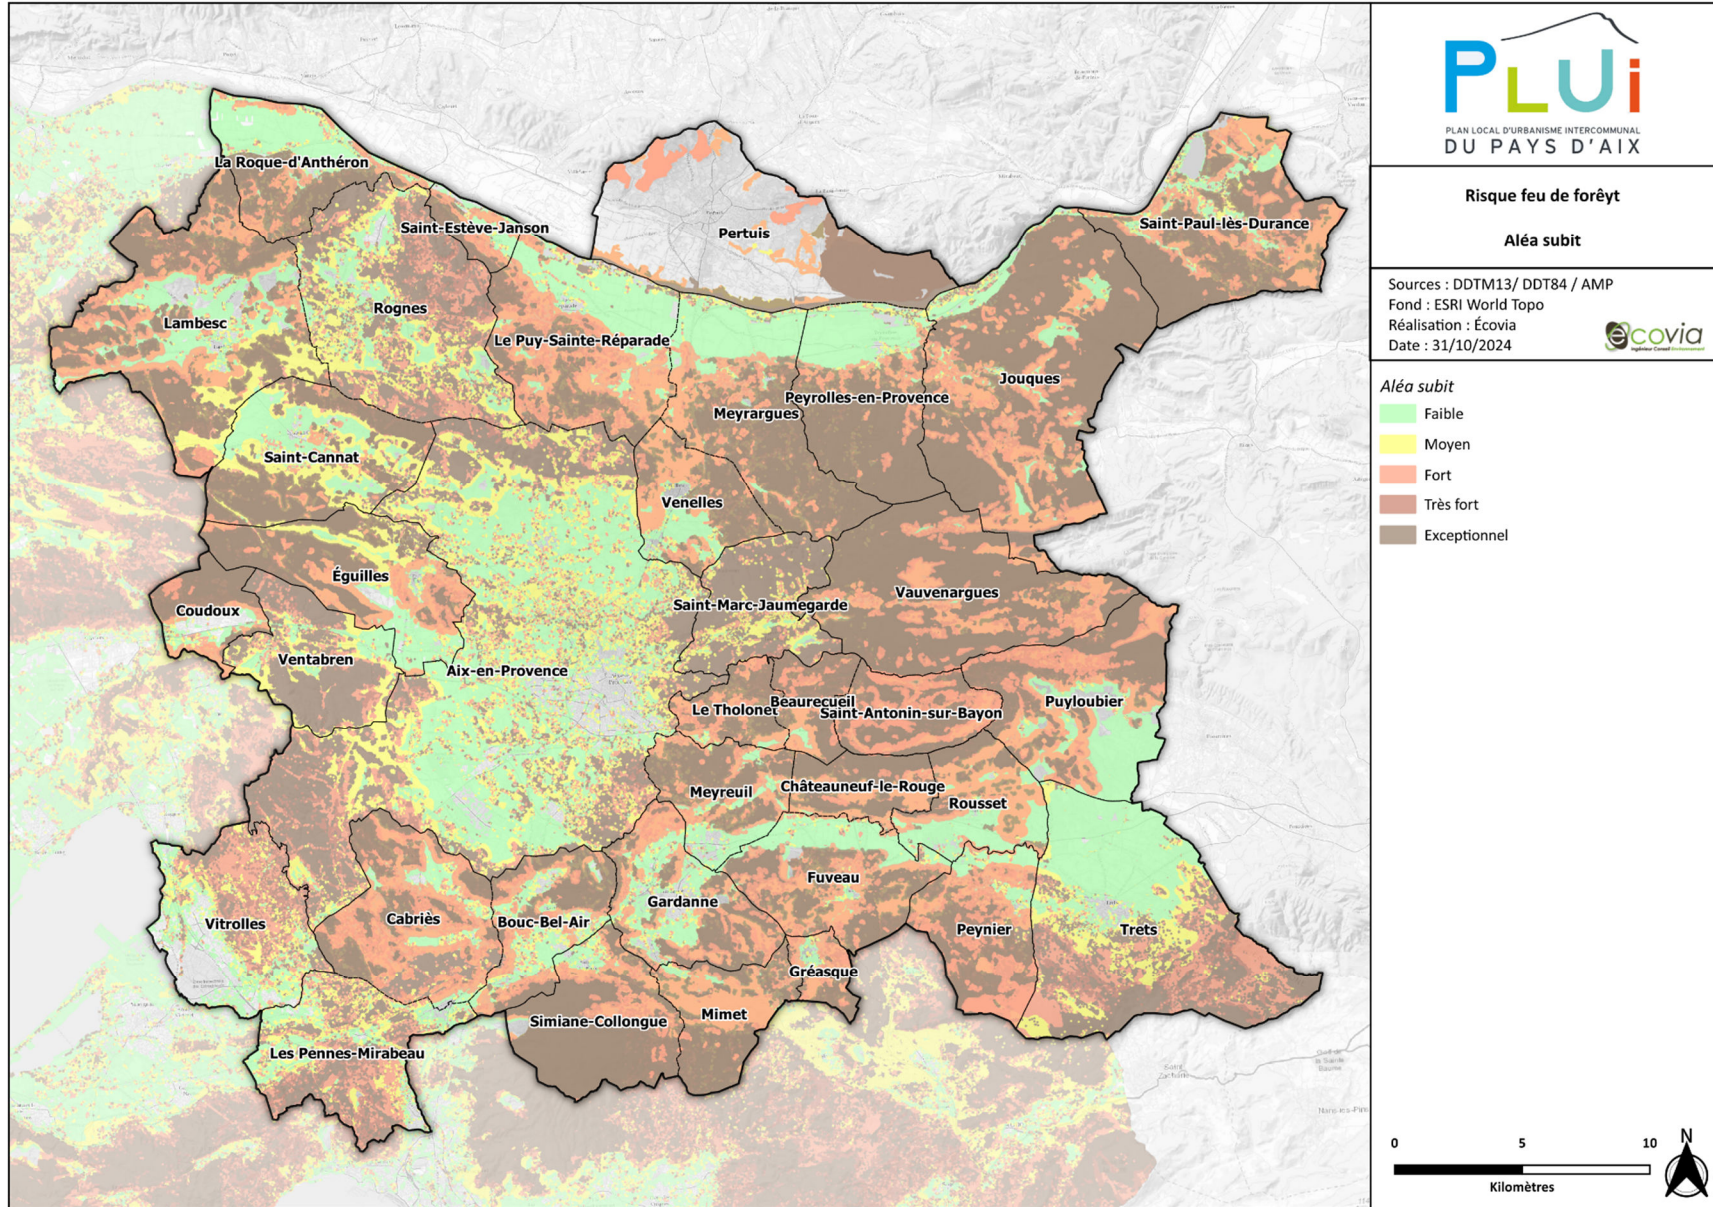 PLUi
PLAN LOCAL D'URBANISME INTERCOMMUNAL
DU PAYS D'AIX
Risque feu de forêyt
Aléa subit
Sources : DDTM13/ DDT84 / AMP
Fond : ESRI World Topo
Réalisation : Écovia
Date : 31/10/2024
écovia
Ingénieur Conseil Environnement
Aléa subit
Faible
Moyen
Fort
Très fort
Exceptionnel
0 5 10
Kilomètres
N
La Roque-d'Anthéron
Saint-Estève-Janson
Pertuis
Saint-Paul-lès-Durance
Lambesc
Rognes
Le Puy-Sainte-Réparade
Jouques
Meyrargues
Peyrolles-en-Provence
Saint-Cannat
Venelles
Éguilles
Coudoux
Saint-Marc-Jaumegarde
Vauvenargues
Ventabren
Aix-en-Provence
Le Tholonet
Beaurecueil
Saint-Antonin-sur-Bayon
Puyloubier
Meyreuil
Châteauneuf-le-Rouge
Rousset
Fuveau
Vitrolles
Cabriès
Bouc-Bel-Air
Gardanne
Peynier
Trets
Gréasque
Simiane-Collongue
Mimet
Les Pennes-Mirabeau
Saint
Zacharie